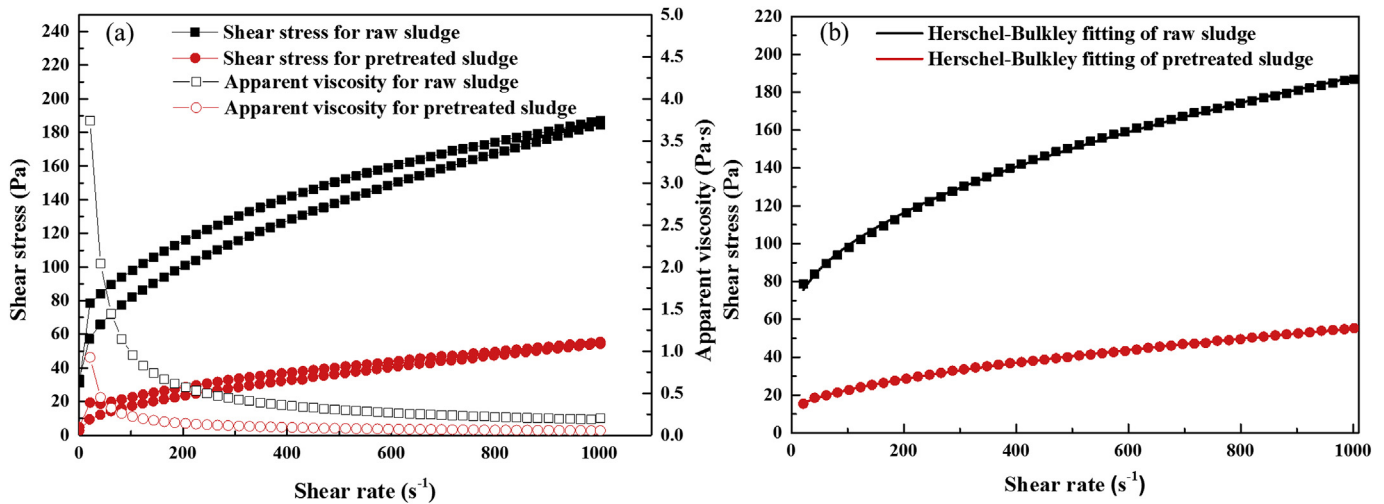 (a)
Shear stress for raw sludge
Shear stress for pretreated sludge
Apparent viscosity for raw sludge
Apparent viscosity for pretreated sludge
Shear stress (Pa)
240
220
200
180
160
140
120
100
80
60
40
20
0
0 200 400 600 800 1000
Shear rate (s⁻¹)
5.0
4.5
4.0
3.5
3.0
2.5
2.0
1.5
1.0
0.5
0.0
Apparent viscosity (Pa·s)
(b)
Herschel-Bulkley fitting of raw sludge
Herschel-Bulkley fitting of pretreated sludge
Shear stress (Pa)
220
200
180
160
140
120
100
80
60
40
20
0
0 200 400 600 800 1000
Shear rate (s⁻¹)